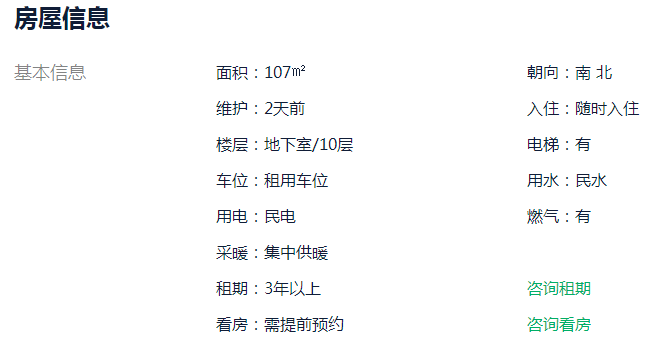 房屋信息
基本信息
面积：107㎡ 朝向：南 北
维护：2天前 入住：随时入住
楼层：地下室/10层 电梯：有
车位：租用车位 用水：民水
用电：民电 燃气：有
采暖：集中供暖
租期：3年以上 咨询租期
看房：需提前预约 咨询看房